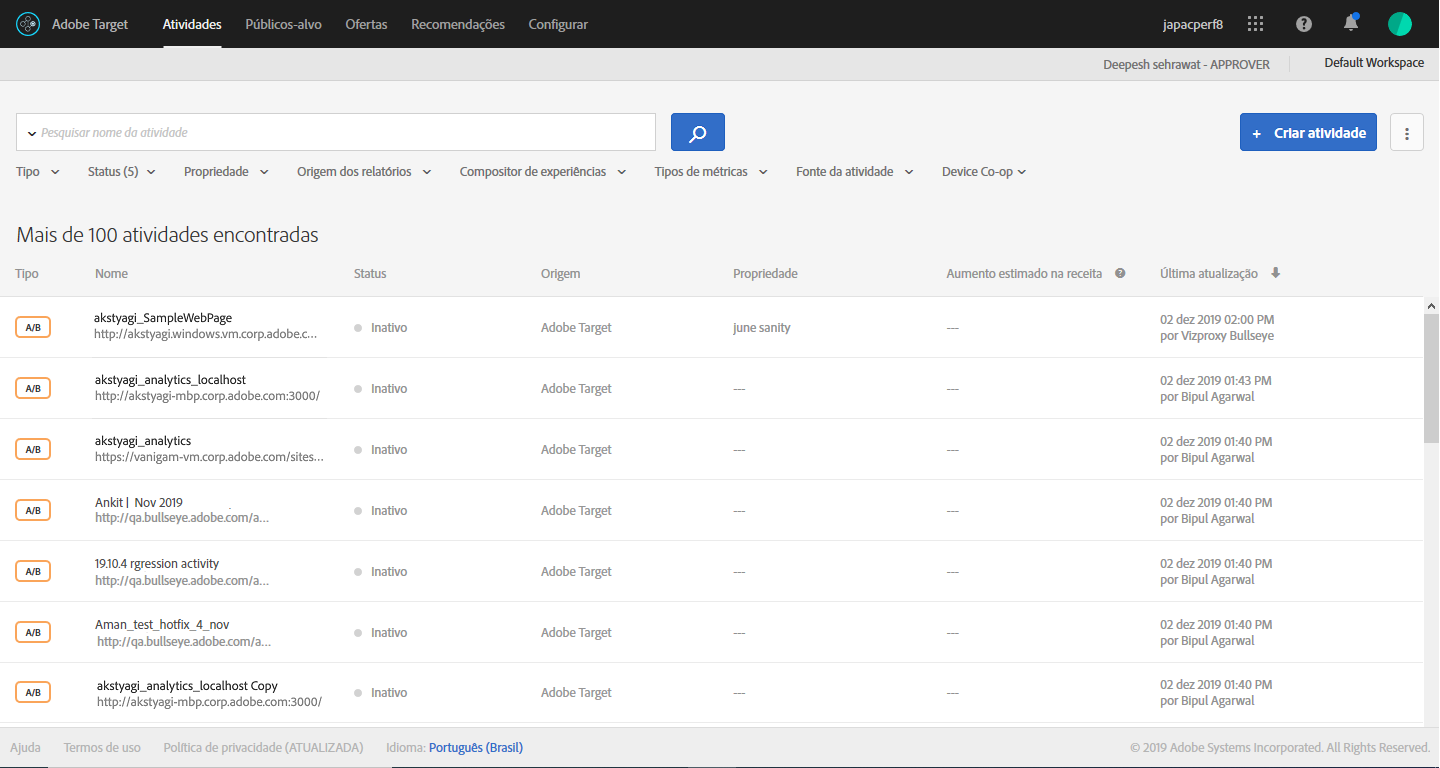 Adobe Target Atividades Públicos-alvo Ofertas Recomendações Configurar japacperf8
Deepesh sehrawat - APPROVER Default Workspace
Pesquisar nome da atividade + Criar atividade
Tipo Status (5) Propriedade Origem dos relatórios Compositor de experiências Tipos de métricas Fonte da atividade Device Co-op
Mais de 100 atividades encontradas
Tipo Nome Status Origem Propriedade Aumento estimado na receita ? Última atualização
A/B akstyagi_SampleWebPage Inativo Adobe Target june sanity --- 02 dez 2019 02:00 PM
http://akstyagi.windows.vm.corp.adobe.c... por Vizproxy Bullseye
A/B akstyagi_analytics_localhost Inativo Adobe Target --- --- 02 dez 2019 01:43 PM
http://akstyagi-mbp.corp.adobe.com:3000/ por Bipul Agarwal
A/B akstyagi_analytics Inativo Adobe Target --- --- 02 dez 2019 01:40 PM
https://vanigam-vm.corp.adobe.com/sites... por Bipul Agarwal
A/B Ankit | Nov 2019 Inativo Adobe Target --- --- 02 dez 2019 01:40 PM
http://qa.bullseye.adobe.com/a... por Bipul Agarwal
A/B 19.10.4 rgression activity Inativo Adobe Target --- --- 02 dez 2019 01:40 PM
http://qa.bullseye.adobe.com/a... por Bipul Agarwal
A/B Aman_test_hotfix_4_nov Inativo Adobe Target --- --- 02 dez 2019 01:40 PM
http://qa.bullseye.adobe.com/a... por Bipul Agarwal
A/B akstyagi_analytics_localhost Copy Inativo Adobe Target --- --- 02 dez 2019 01:40 PM
http://akstyagi-mbp.corp.adobe.com:3000/ por Bipul Agarwal
Ajuda Termos de uso Política de privacidade (ATUALIZADA) Idioma: Português (Brasil) © 2019 Adobe Systems Incorporated. All Rights Reserved.